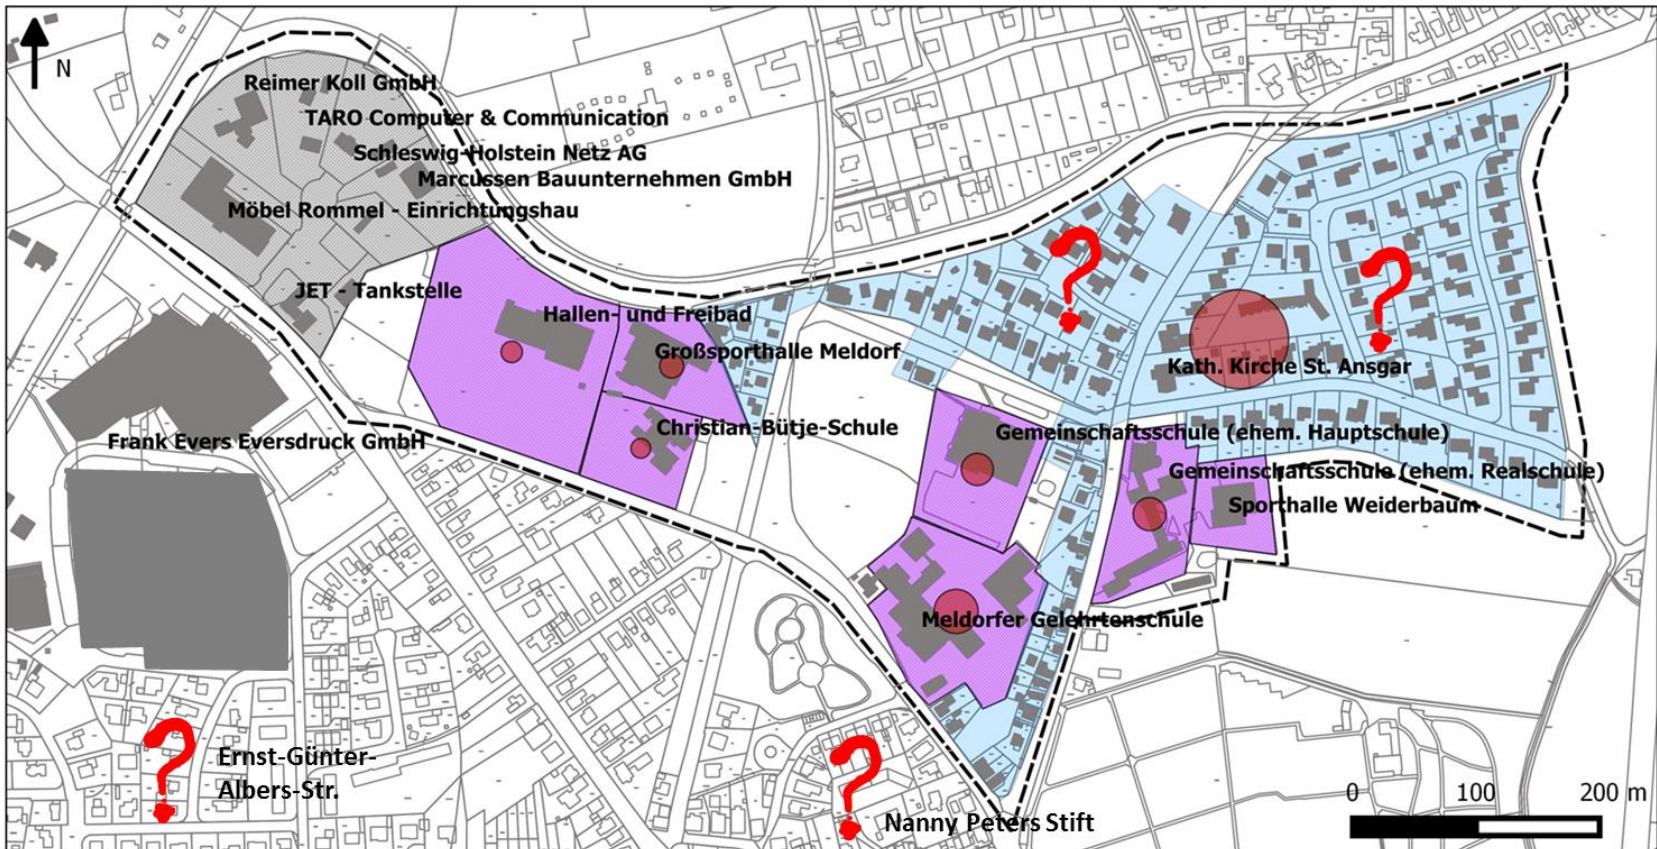 N
Reimer Koll GmbH
TARO Computer & Communication
Schleswig-Holstein Netz AG
Marcussen Bauunternehmen GmbH
Möbel Rommel - Einrichtungshau
JET - Tankstelle
Hallen- und Freibad
Großsporthalle Meldorf
Kath. Kirche St. Ansgar
Christian-Bütje-Schule
Gemeinschaftsschule (ehem. Hauptschule)
Frank Evers Eversdruck GmbH
Gemeinschaftsschule (ehem. Realschule)
Sporthalle Weiderbaum
Meldorfer Gelehrtenschule
?
?
?
Ernst-Günter-
Albers-Str.
?
Nanny Peters Stift
0 100 200 m